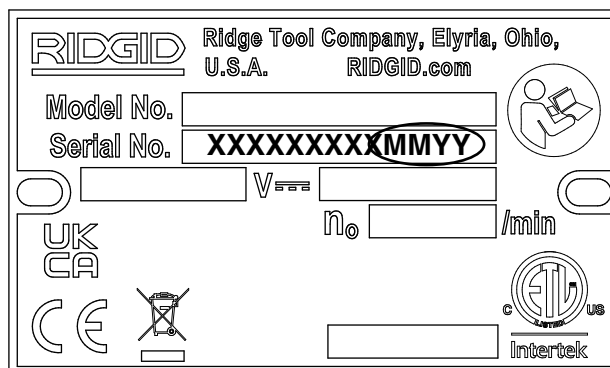 RIDGID
Ridge Tool Company, Elyria, Ohio,
U.S.A. RIDGID.com
Model No.
Serial No. XXXXXXXXXMMYY
V
n₀ /min
UK
CA
CE
C ETL US
LISTED
Intertek